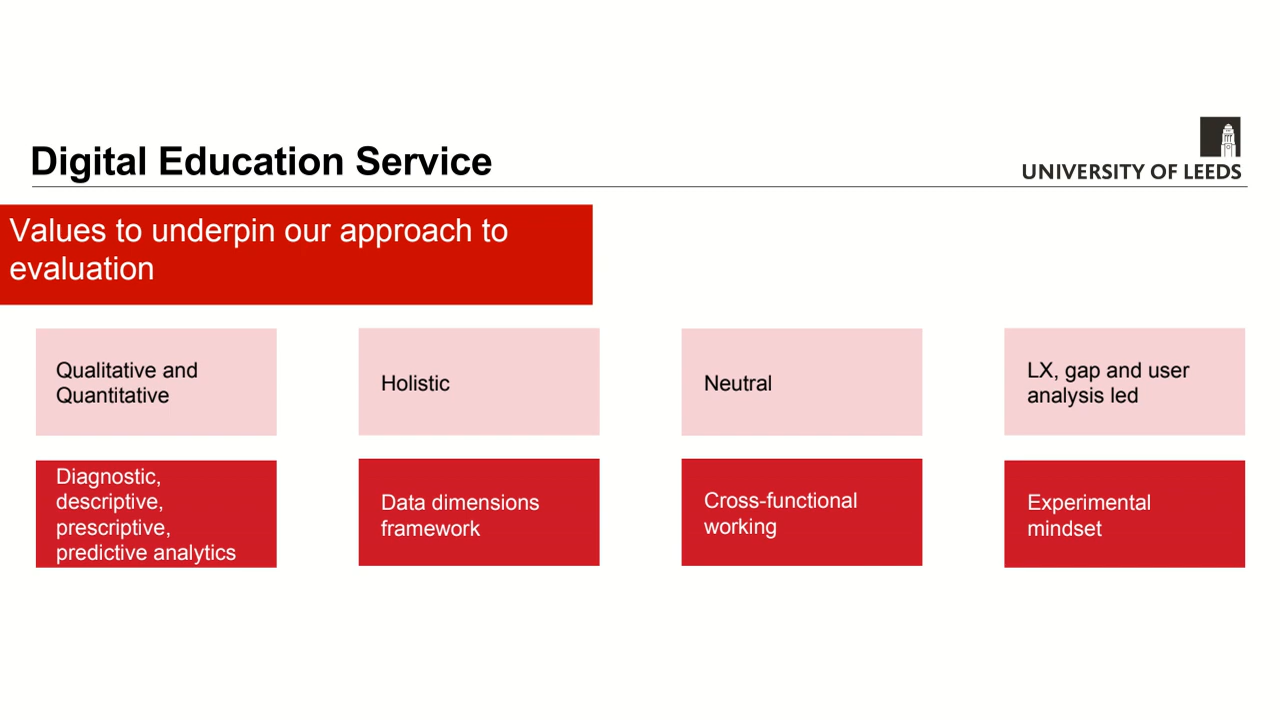 Digital Education Service
UNIVERSITY OF LEEDS
Values to underpin our approach to
evaluation
Qualitative and
Quantitative
Holistic
Neutral
LX, gap and user
analysis led
Diagnostic,
descriptive,
prescriptive,
predictive analytics
Data dimensions
framework
Cross-functional
working
Experimental
mindset